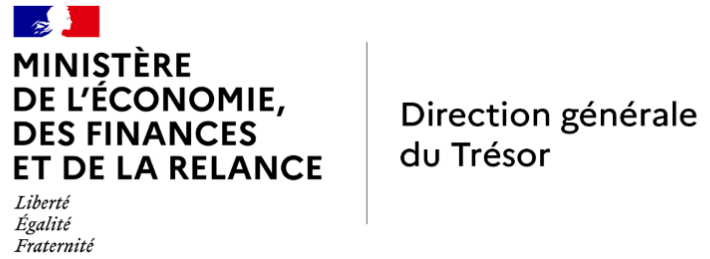 MINISTÈRE
DE L'ÉCONOMIE,
DES FINANCES
ET DE LA RELANCE
Liberté
Égalité
Fraternité
Direction générale
du Trésor